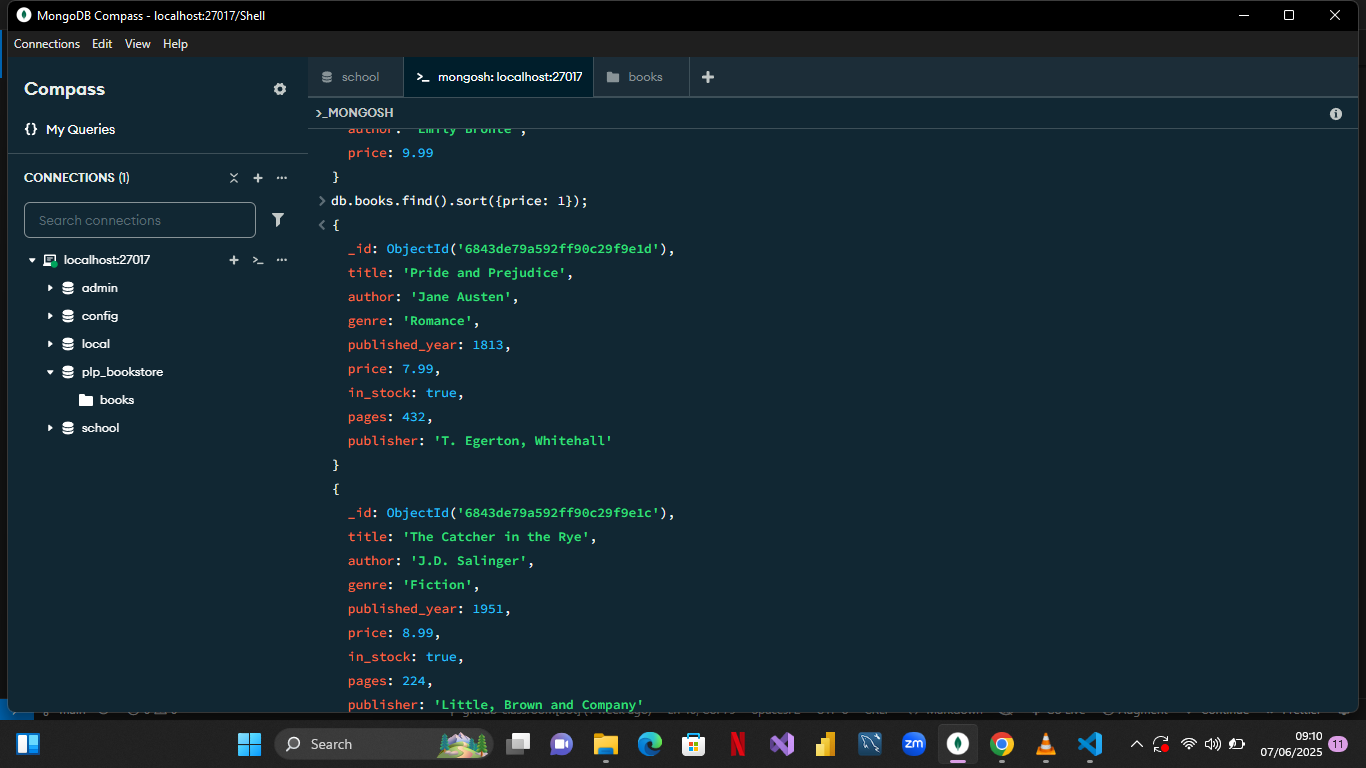 MongoDB Compass - localhost:27017/Shell
Connections Edit View Help
Compass
{} My Queries
CONNECTIONS (1)
Search connections
localhost:27017
admin
config
local
plp_bookstore
books
school
school
>_ mongosh: localhost:27017
books
>_MONGOSH
author: 'Emily Brontë',
price: 9.99
}
> db.books.find().sort({price: 1});
< {
_id: ObjectId('6843de79a592ff90c29f9e1d'),
title: 'Pride and Prejudice',
author: 'Jane Austen',
genre: 'Romance',
published_year: 1813,
price: 7.99,
in_stock: true,
pages: 432,
publisher: 'T. Egerton, Whitehall'
}
{
_id: ObjectId('6843de79a592ff90c29f9e1c'),
title: 'The Catcher in the Rye',
author: 'J.D. Salinger',
genre: 'Fiction',
published_year: 1951,
price: 8.99,
in_stock: true,
pages: 224,
publisher: 'Little, Brown and Company'
Search
zm
09:10
07/06/2025
11